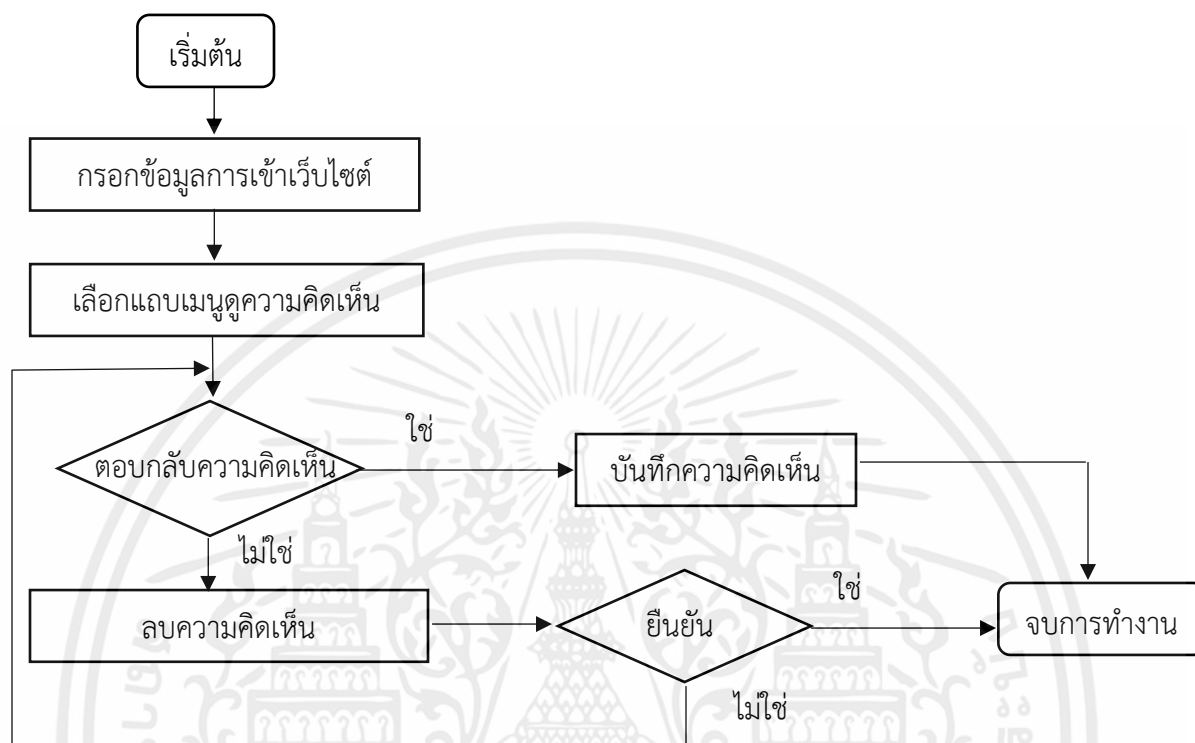 เริ่มต้น
กรอกข้อมูลการเข้าเว็บไซต์
เลือกแถบเมนูดูความคิดเห็น
ตอบกลับความคิดเห็น
ใช่
บันทึกความคิดเห็น
ไม่ใช่
ลบความคิดเห็น
ยืนยัน
ใช่
จบการทำงาน
ไม่ใช่